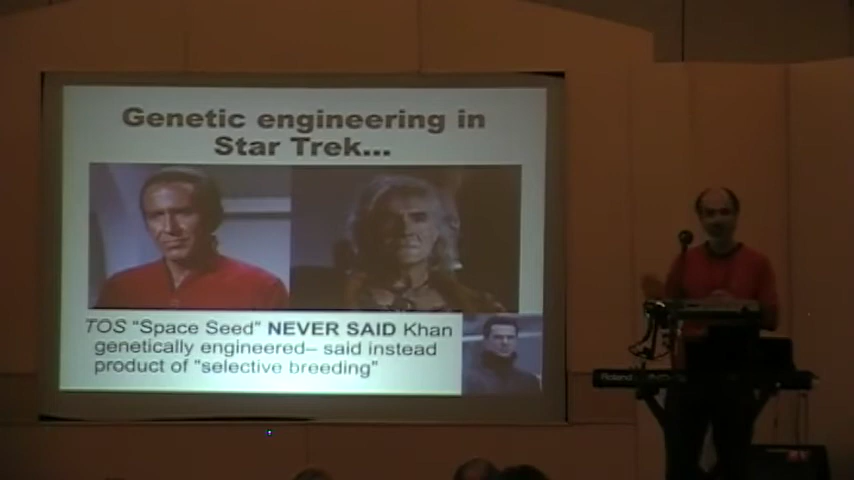 Genetic engineering in
Star Trek...
TOS "Space Seed" NEVER SAID Khan
genetically engineered– said instead
product of "selective breeding"
Roland